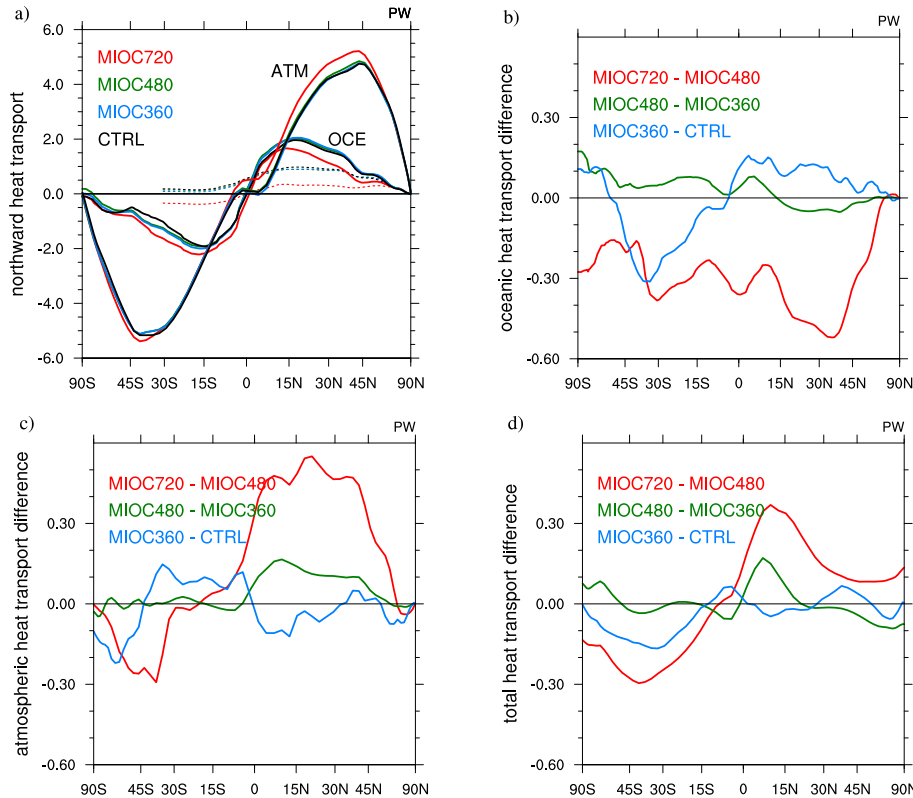 a)
PW
6.0
4.0
2.0
0.0
-2.0
-4.0
-6.0
northward heat transport
MIOC720
MIOC480
MIOC360
CTRL
ATM
OCE
90S 45S 30S 15S 0 15N 30N 45N 90N
b)
PW
0.30
0.00
-0.30
-0.60
oceanic heat transport difference
MIOC720 - MIOC480
MIOC480 - MIOC360
MIOC360 - CTRL
90S 45S 30S 15S 0 15N 30N 45N 90N
c)
PW
0.30
0.00
-0.30
-0.60
atmospheric heat transport difference
MIOC720 - MIOC480
MIOC480 - MIOC360
MIOC360 - CTRL
90S 45S 30S 15S 0 15N 30N 45N 90N
d)
PW
0.30
0.00
-0.30
-0.60
total heat transport difference
MIOC720 - MIOC480
MIOC480 - MIOC360
MIOC360 - CTRL
90S 45S 30S 15S 0 15N 30N 45N 90N